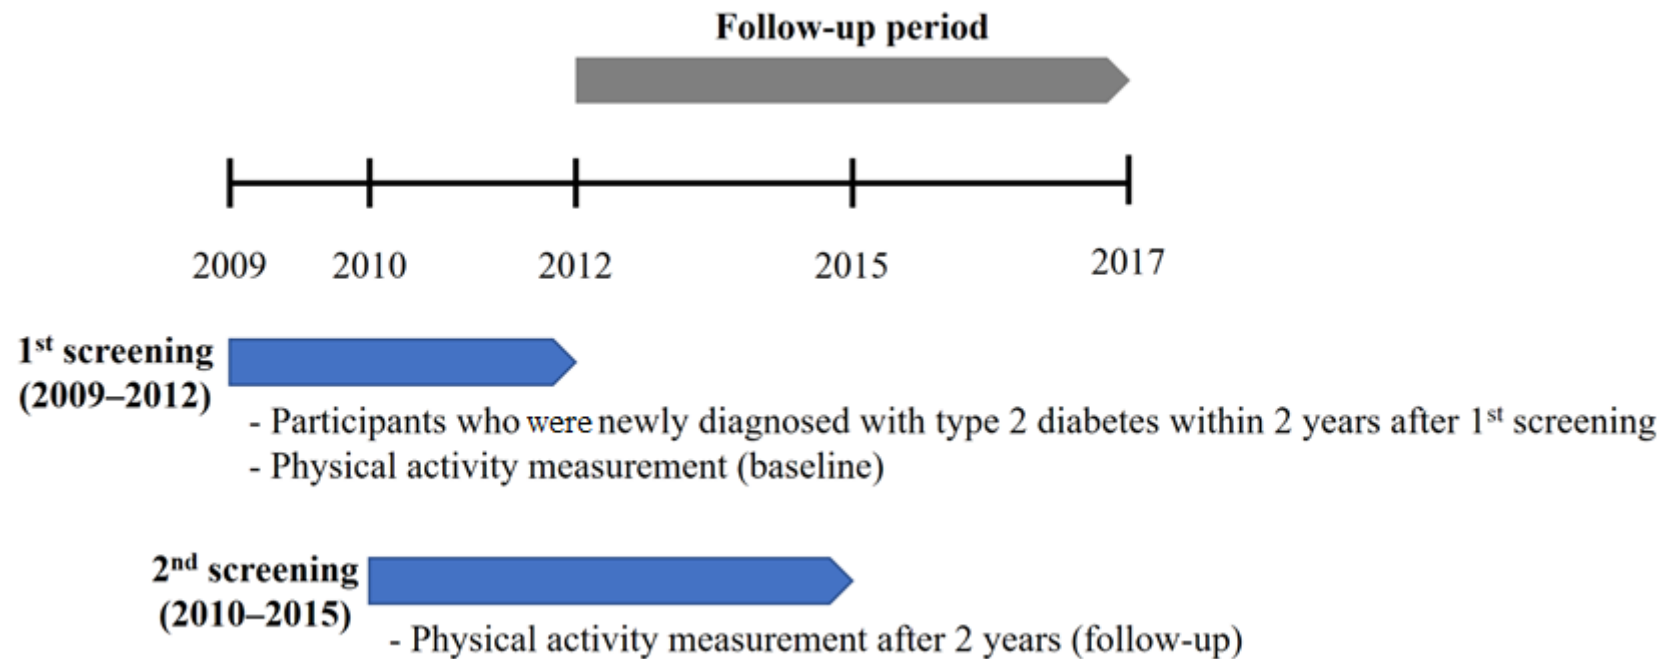 Follow-up period
2009 2010 2012 2015 2017
1st screening
(2009–2012)
- Participants who were newly diagnosed with type 2 diabetes within 2 years after 1st screening
- Physical activity measurement (baseline)
2nd screening
(2010–2015)
- Physical activity measurement after 2 years (follow-up)